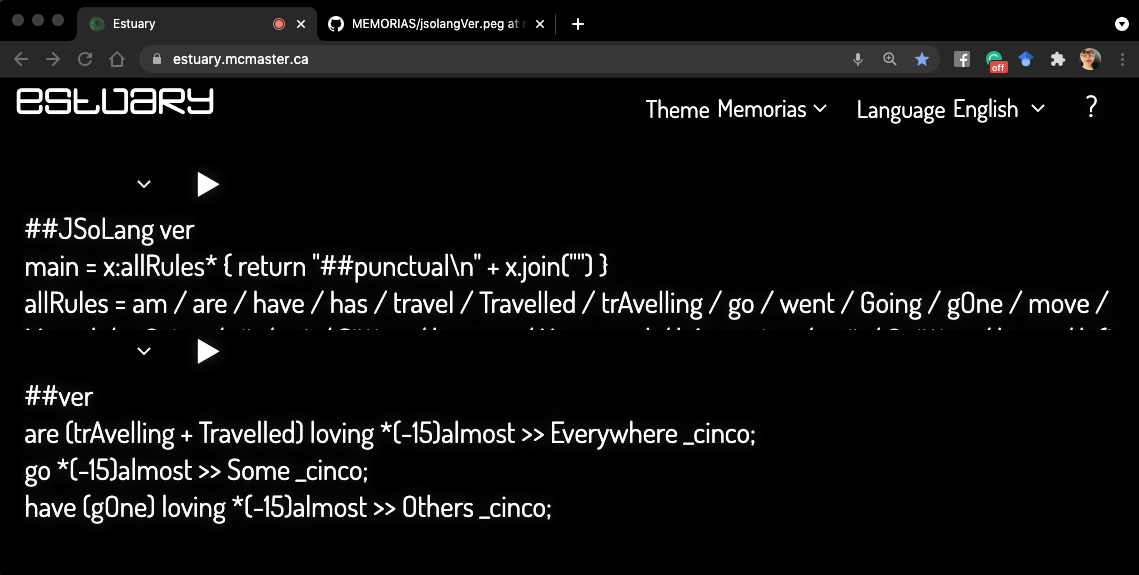 Estuary
MEMORIAS/jsolangVer.peg at
estuary.mcmaster.ca
off
ESTUARY
Theme Memorias
Language English
?
##JSoLang ver
main = x:allRules* { return "##punctual\n" + x.join("") }
allRules = am / are / have / has / travel / Travelled / trAvelling / go / went / Going / gOne / move /
##ver
are (trAvelling + Travelled) loving *(-15)almost >> Everywhere _cinco;
go *(-15)almost >> Some _cinco;
have (gOne) loving *(-15)almost >> Others _cinco;